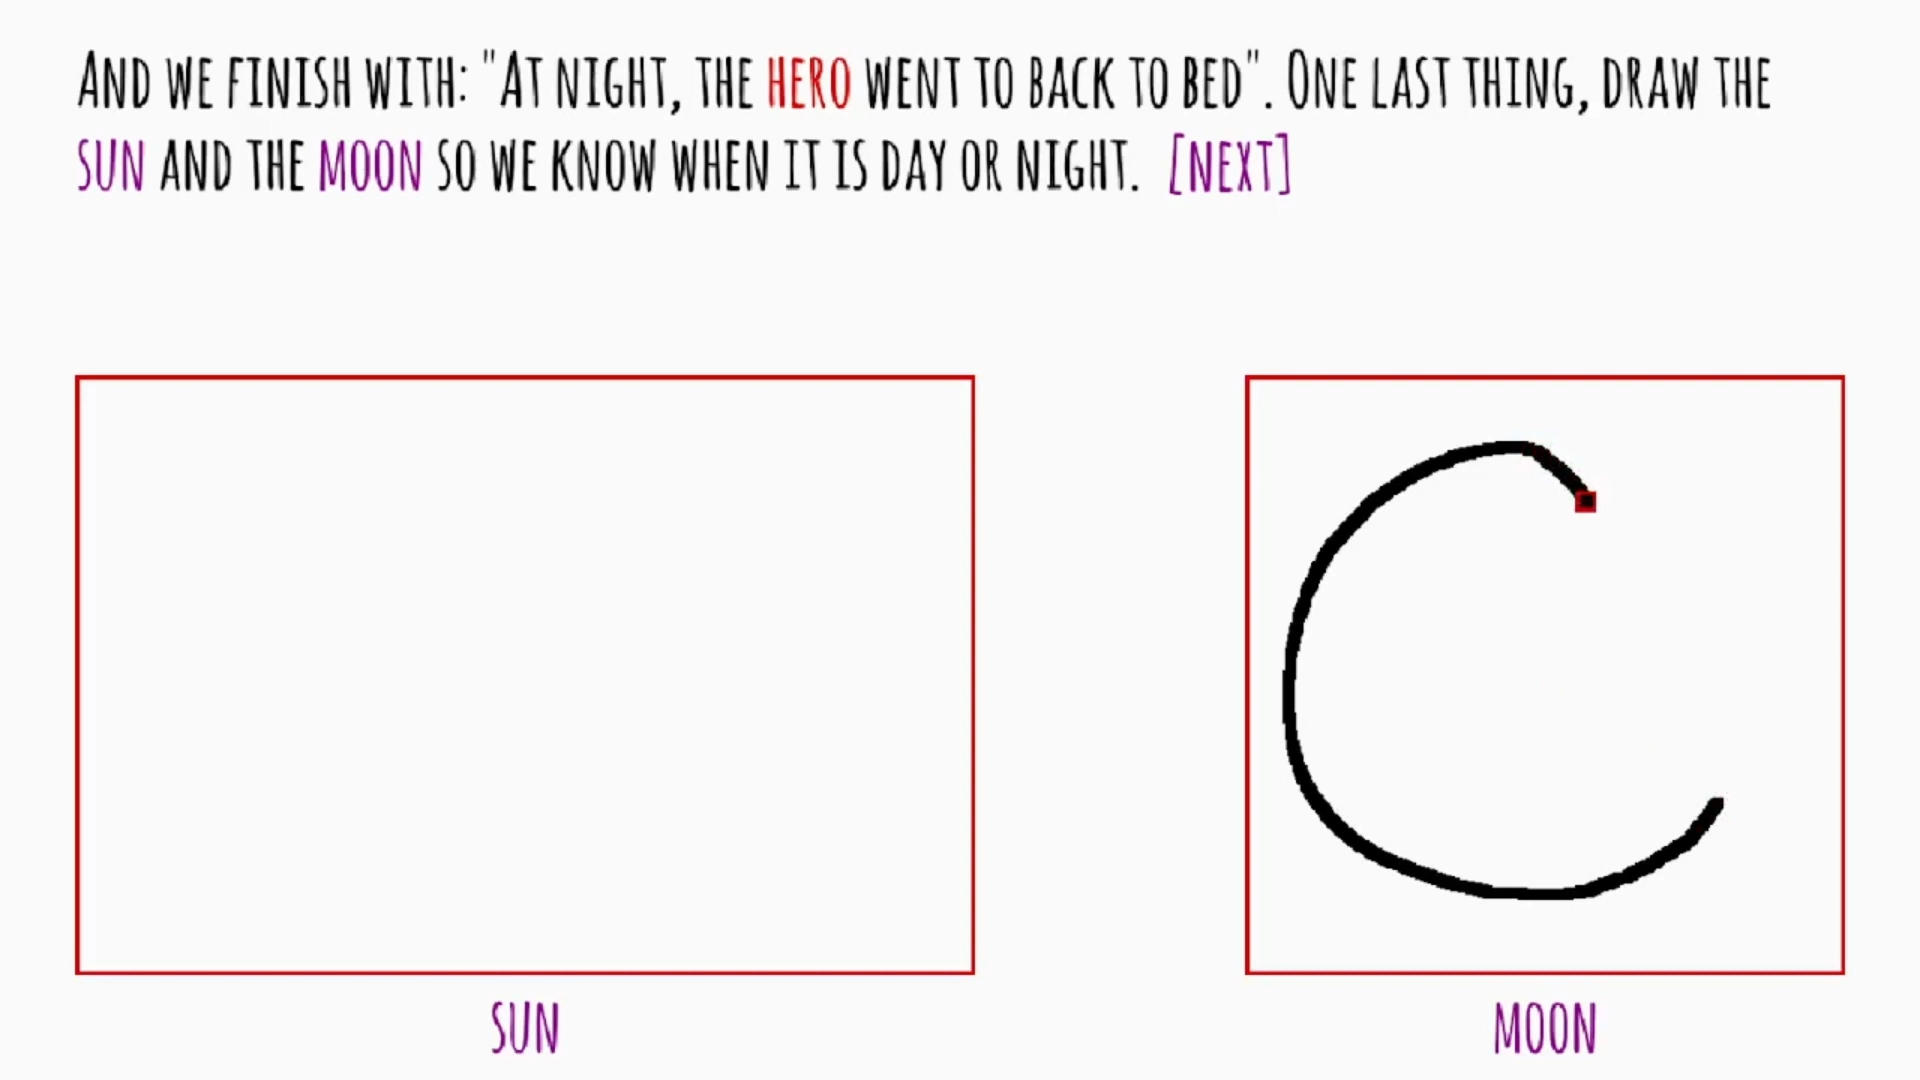 And we finish with: "At night, the hero went to back to bed". One last thing, draw the
sun and the moon so we know when it is day or night. [next]
sun
moon